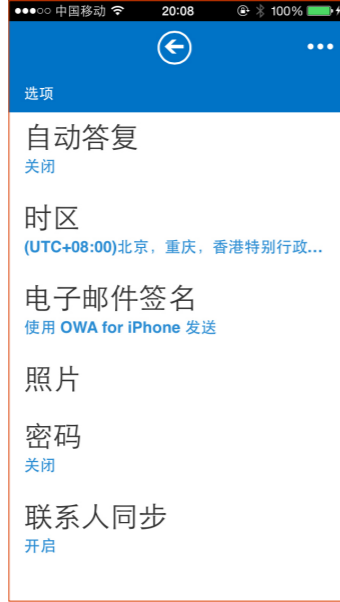 中国移动 20:08 100%
选项
自动答复
关闭
时区
(UTC+08:00)北京，重庆，香港特别行政...
电子邮件签名
使用 OWA for iPhone 发送
照片
密码
关闭
联系人同步
开启